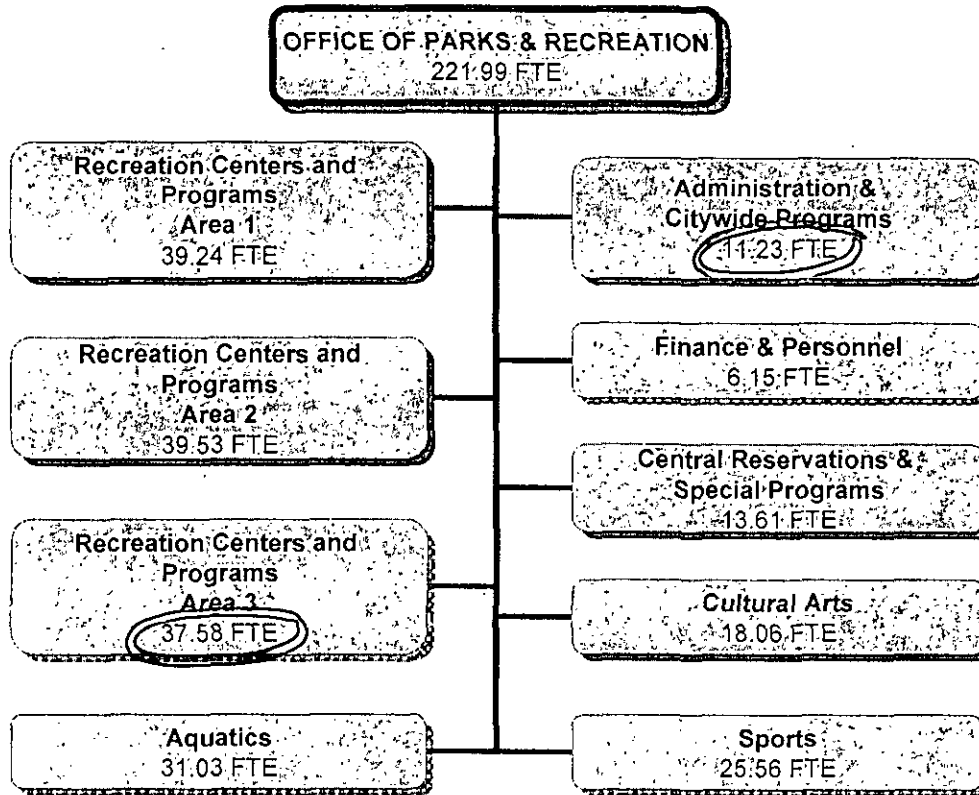 OFFICE OF PARKS & RECREATION
221.99 FTE
Recreation Centers and
Programs
Area 1
39.24 FTE
Administration &
Citywide Programs
11.23 FTE
Recreation Centers and
Programs
Area 2
39.53 FTE
Finance & Personnel
6.15 FTE
Central Reservations &
Special Programs
13.61 FTE
Recreation Centers and
Programs
Area 3
37.58 FTE
Cultural Arts
18.06 FTE
Aquatics
31.03 FTE
Sports
25.56 FTE